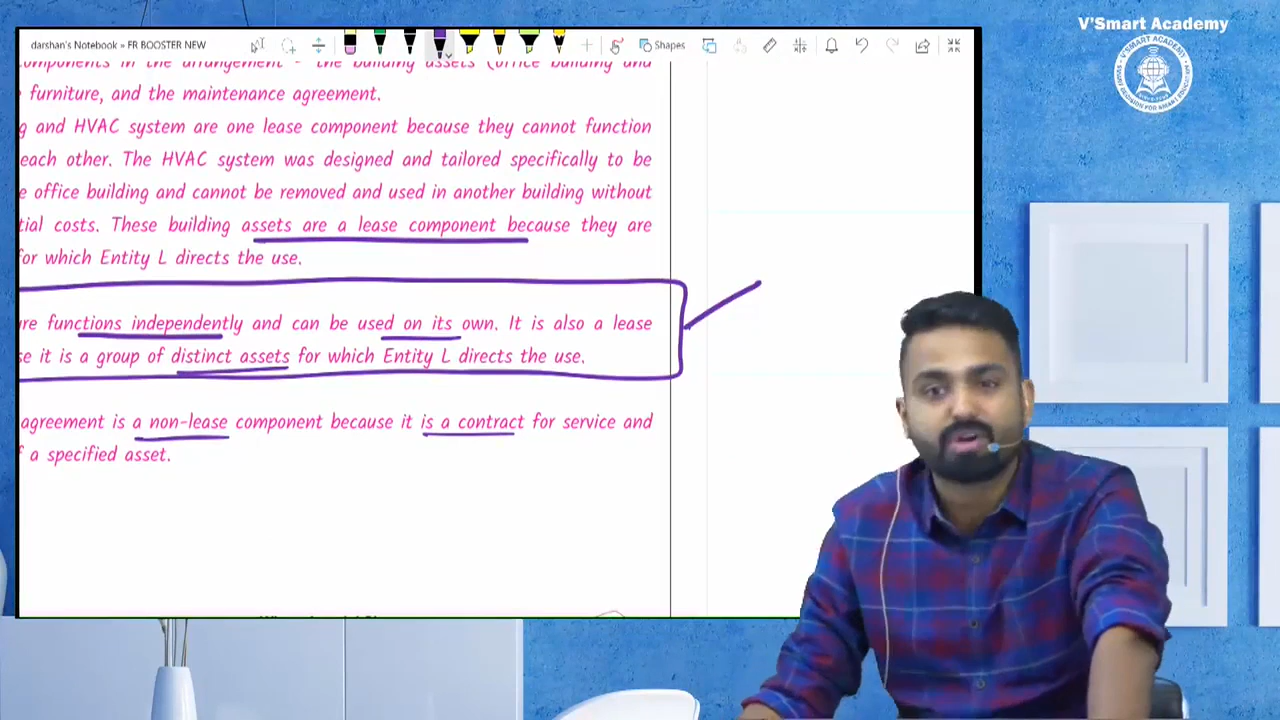 V'Smart Academy
darshan's Notebook » FR BOOSTER NEW
Shapes
components in the arrangement - the building assets (office building and
furniture, and the maintenance agreement.
g and HVAC system are one lease component because they cannot function
each other. The HVAC system was designed and tailored specifically to be
e office building and cannot be removed and used in another building without
tial costs. These building assets are a lease component because they are
for which Entity L directs the use.
ure functions independently and can be used on its own. It is also a lease
se it is a group of distinct assets for which Entity L directs the use.
agreement is a non-lease component because it is a contract for service and
f a specified asset.